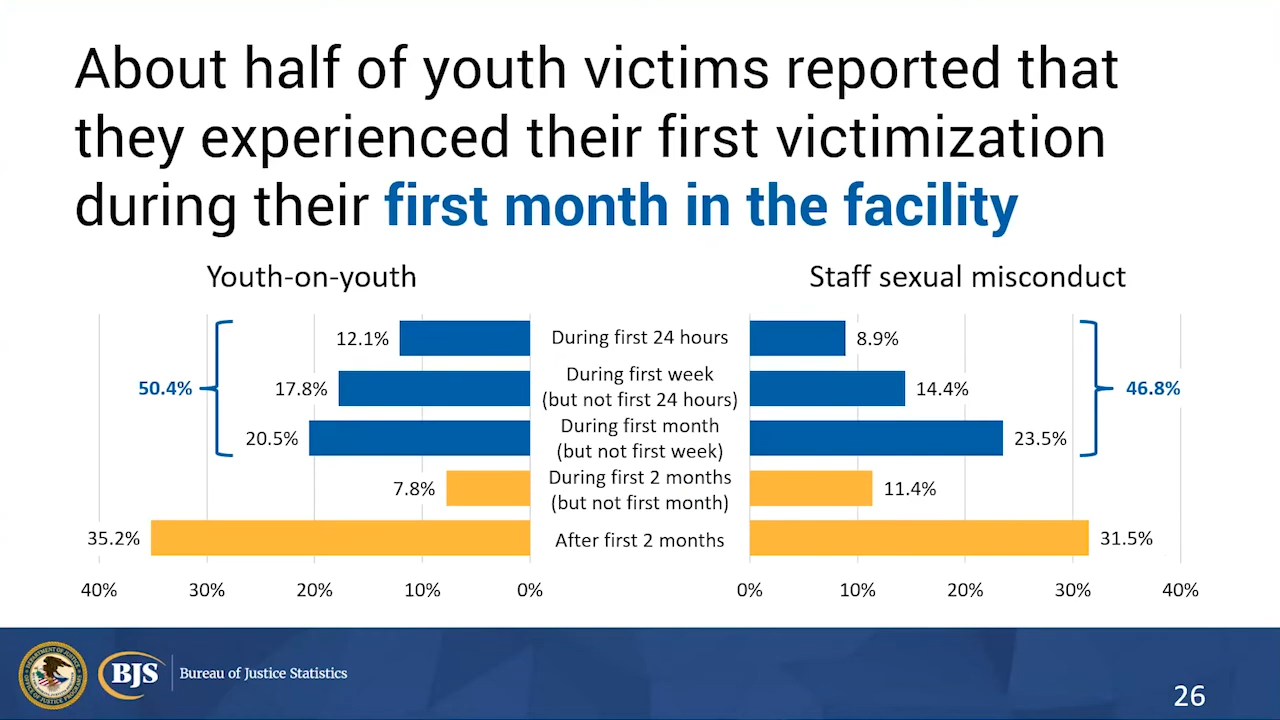 About half of youth victims reported that
they experienced their first victimization
during their first month in the facility
Youth-on-youth
Staff sexual misconduct
12.1%
During first 24 hours
8.9%
50.4%
17.8%
During first week
(but not first 24 hours)
14.4%
46.8%
20.5%
During first month
(but not first week)
23.5%
7.8%
During first 2 months
(but not first month)
11.4%
35.2%
After first 2 months
31.5%
40% 30% 20% 10% 0%
0% 10% 20% 30% 40%
BJS
Bureau of Justice Statistics
26